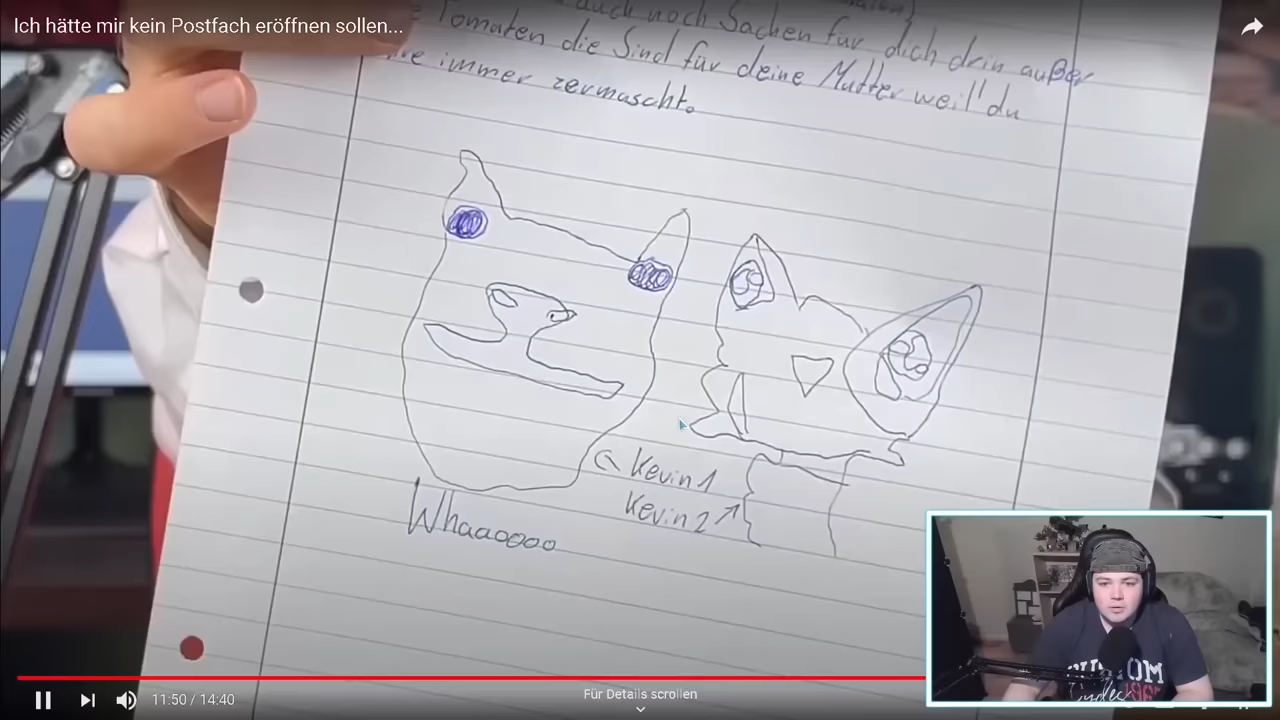 Ich hätte mir kein Postfach eröffnen sollen...
auch noch Sachen für dich drin außer
Tomaten die Sind für deine Mutter weil du
immer zermascht.
Kevin 1
Kevin 2
Whaaoooo
11:50 / 14:40
Für Details scrollen